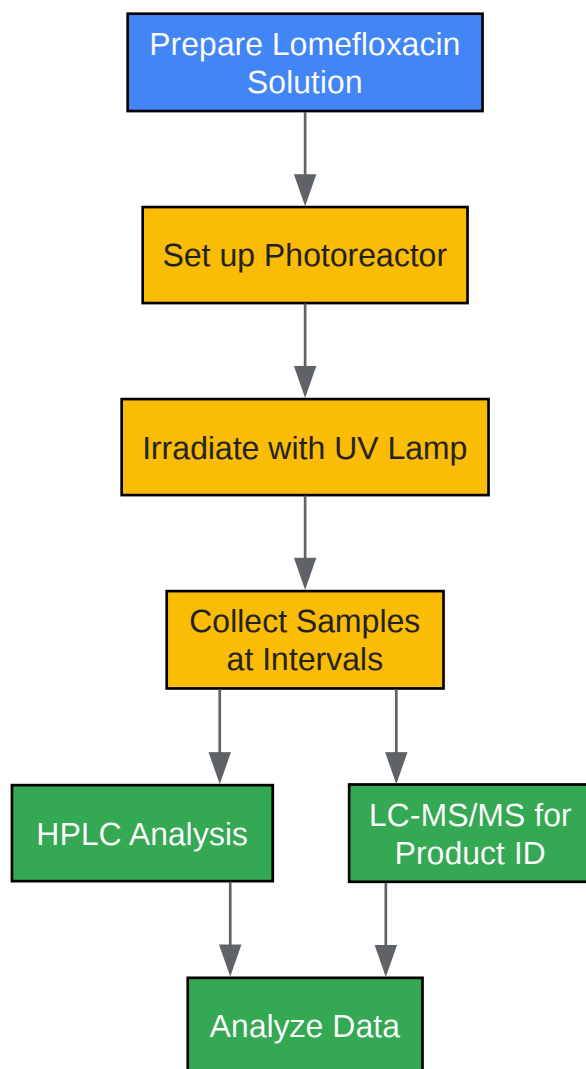 Prepare Lomefloxacin
Solution
Set up Photoreactor
Irradiate with UV Lamp
Collect Samples
at Intervals
HPLC Analysis
LC-MS/MS for
Product ID
Analyze Data